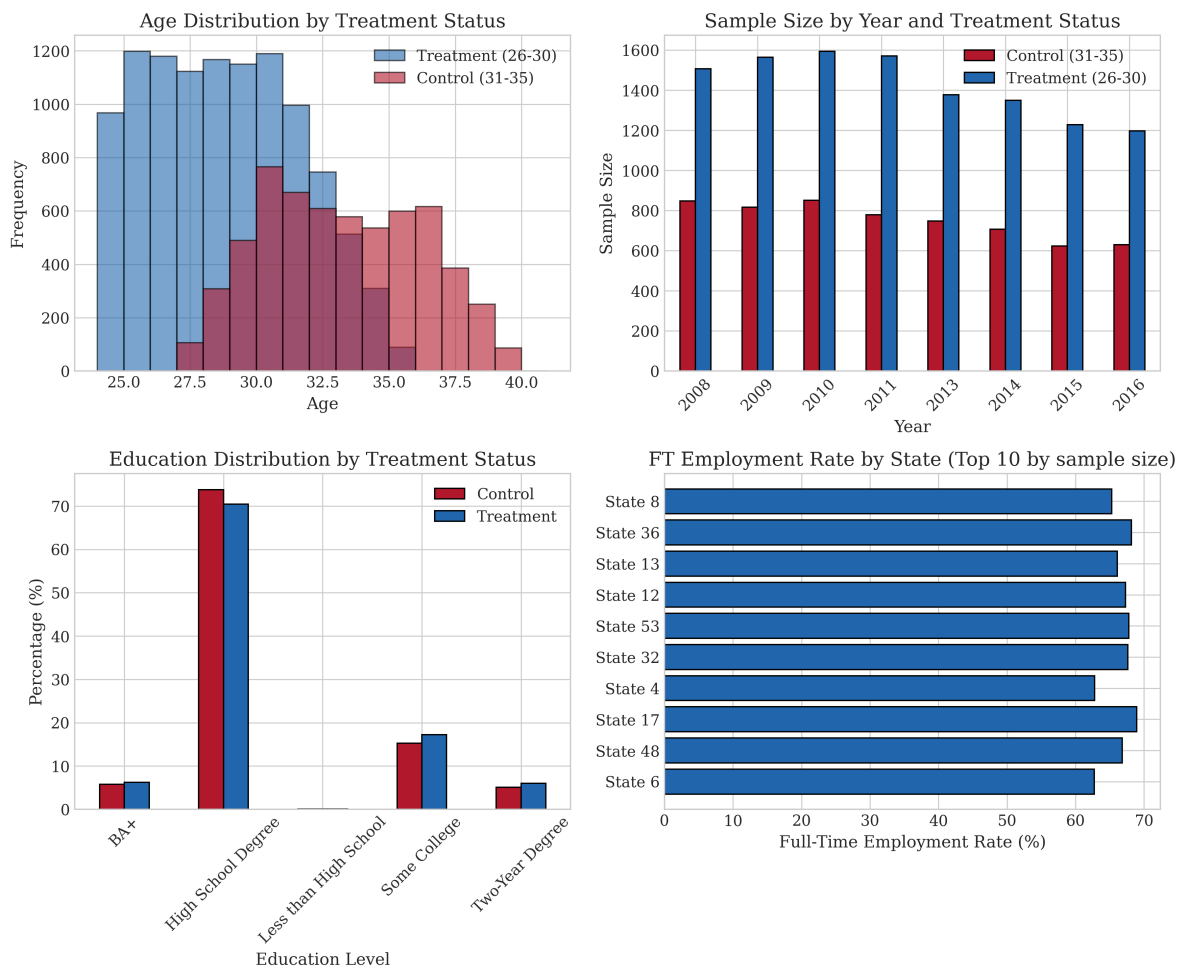 Age Distribution by Treatment Status
Treatment (26-30)
Control (31-35)
1200
1000
800
600
400
200
0
Frequency
25.0 27.5 30.0 32.5 35.0 37.5 40.0
Age
Sample Size by Year and Treatment Status
Control (31-35)
Treatment (26-30)
1600
1400
1200
1000
800
600
400
200
0
Sample Size
2008 2009 2010 2011 2013 2014 2015 2016
Year
Education Distribution by Treatment Status
Control
Treatment
70
60
50
40
30
20
10
0
Percentage (%)
BA+
High School Degree
Less than High School
Some College
Two-Year Degree
Education Level
FT Employment Rate by State (Top 10 by sample size)
State 8
State 36
State 13
State 12
State 53
State 32
State 4
State 17
State 48
State 6
0 10 20 30 40 50 60 70
Full-Time Employment Rate (%)